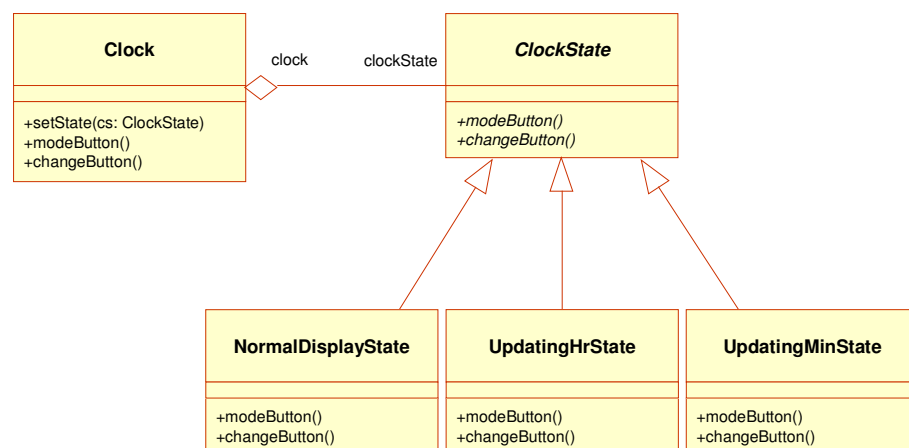 Clock
+setState(cs: ClockState)
+modeButton()
+changeButton()
clock
clockState
ClockState
+modeButton()
+changeButton()
NormalDisplayState
+modeButton()
+changeButton()
UpdatingHrState
+modeButton()
+changeButton()
UpdatingMinState
+modeButton()
+changeButton()